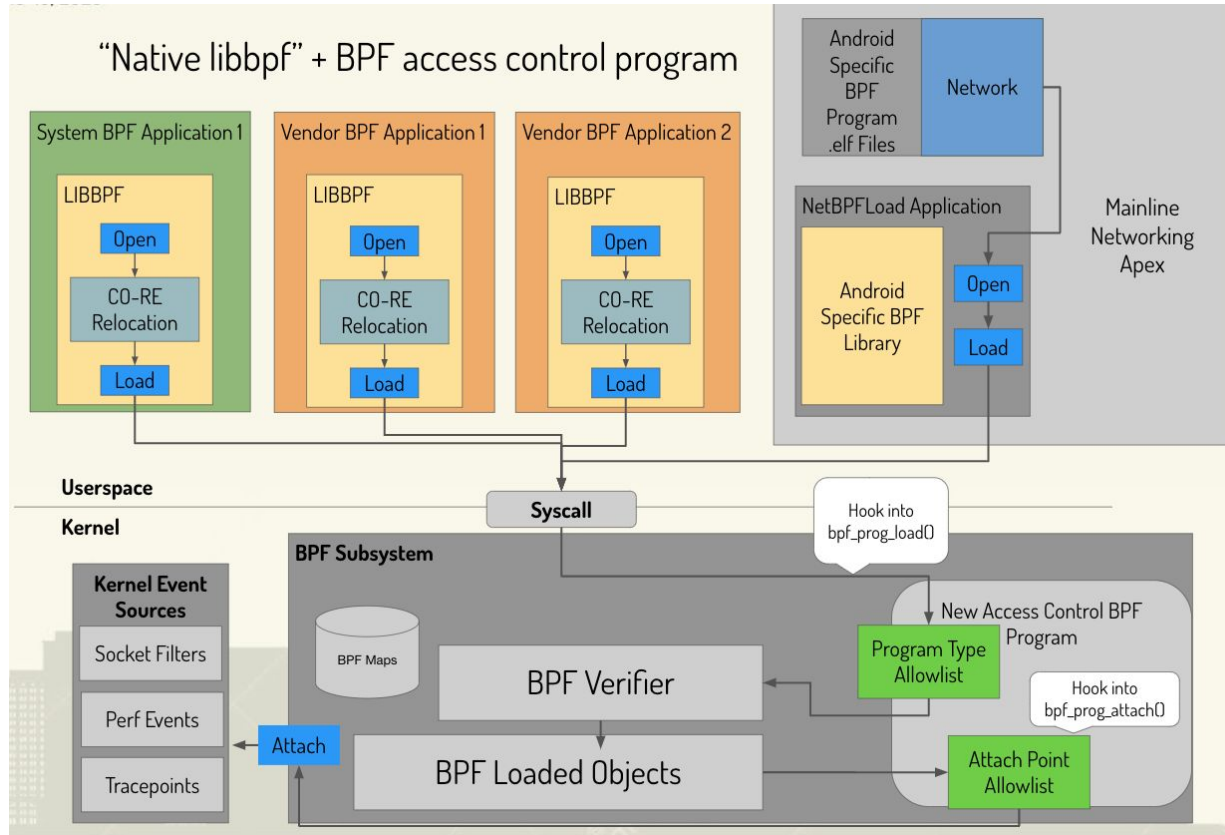 “Native libbpf” + BPF access control program
System BPF Application 1
LIBBPF
Open
CO-RE
Relocation
Load
Vendor BPF Application 1
LIBBPF
Open
CO-RE
Relocation
Load
Vendor BPF Application 2
LIBBPF
Open
CO-RE
Relocation
Load
Android
Specific
BPF
Program
.elf Files
Network
NetBPFLoad Application
Android
Specific BPF
Library
Open
Load
Mainline
Networking
Apex
Userspace
Syscall
Kernel
Hook into
bpf_prog_load()
BPF Subsystem
Kernel Event
Sources
Socket Filters
Perf Events
Tracepoints
BPF Maps
BPF Verifier
BPF Loaded Objects
Attach
New Access Control BPF
Program
Program Type
Allowlist
Hook into
bpf_prog_attach()
Attach Point
Allowlist